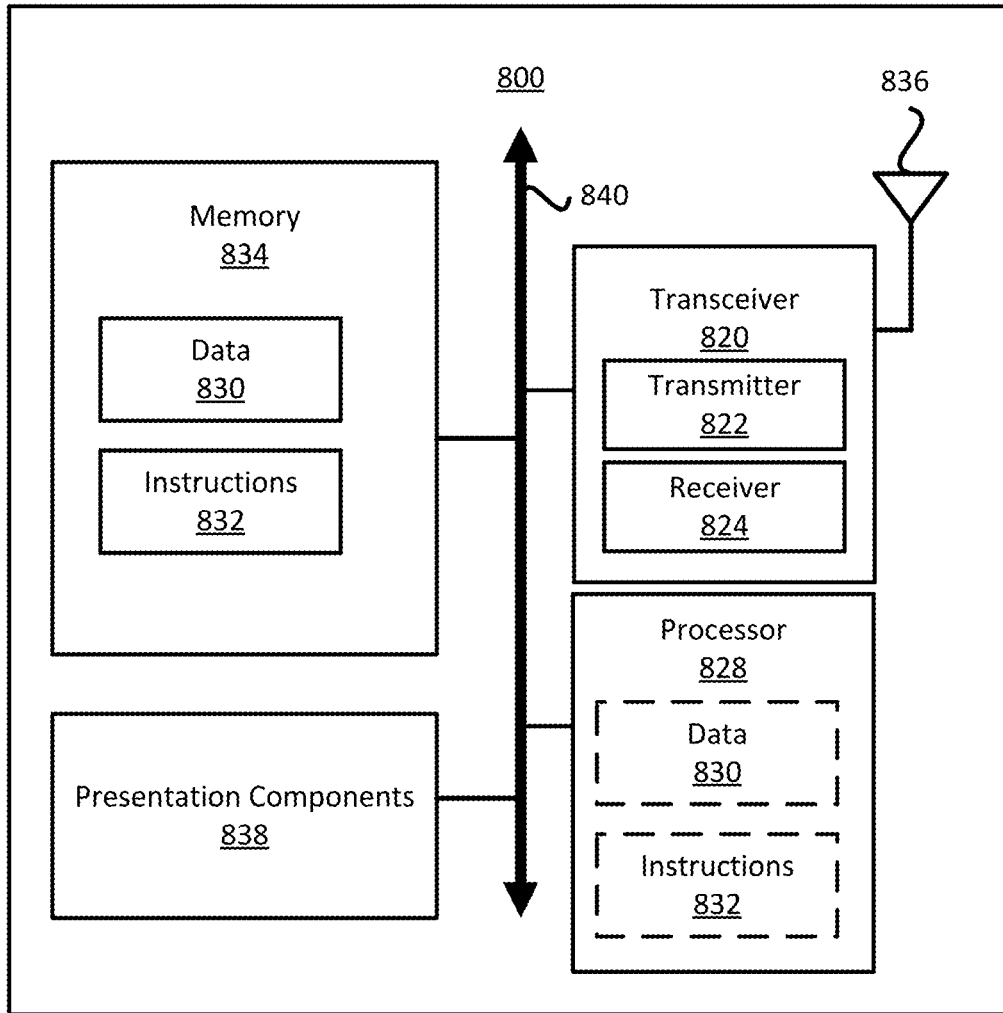 800
836
840
Memory
834
Data
830
Instructions
832
Transceiver
820
Transmitter
822
Receiver
824
Presentation Components
838
Processor
828
Data
830
Instructions
832